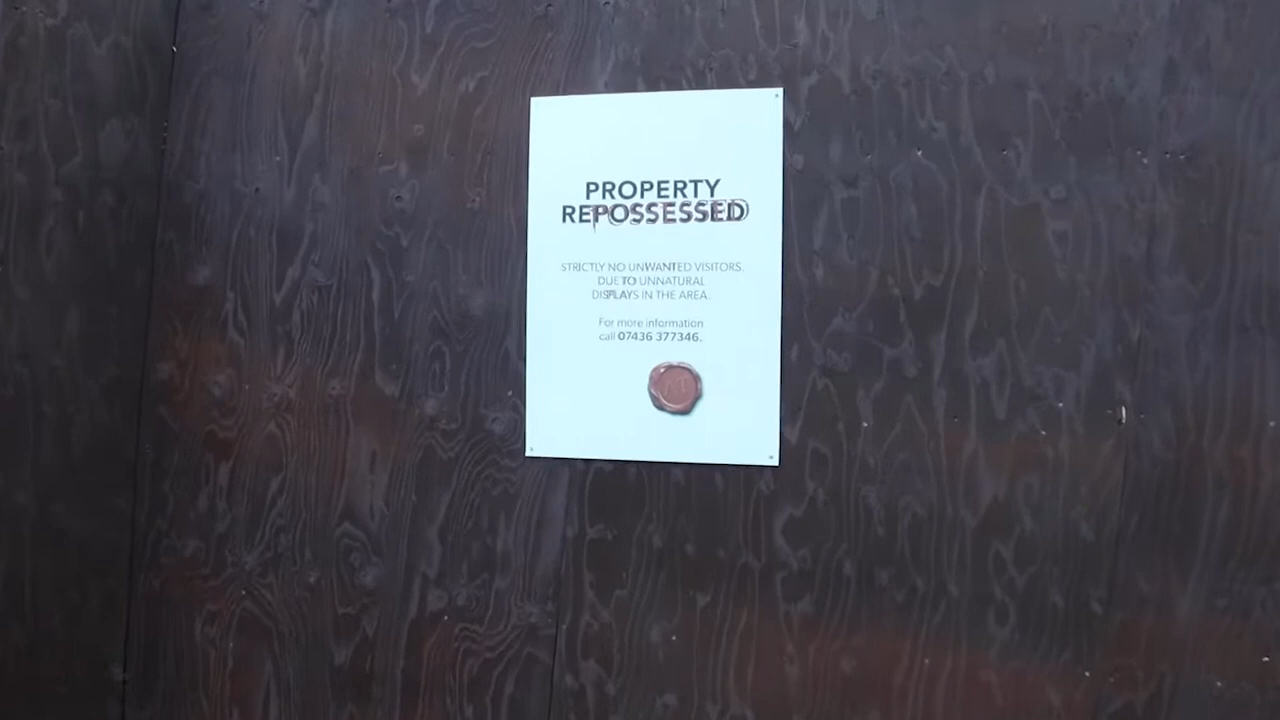 PROPERTY
REPOSSESSED
STRICTLY NO UNWANTED VISITORS.
DUE TO UNNATURAL
DISPLAYS IN THE AREA.
For more information
call 07436 377346.